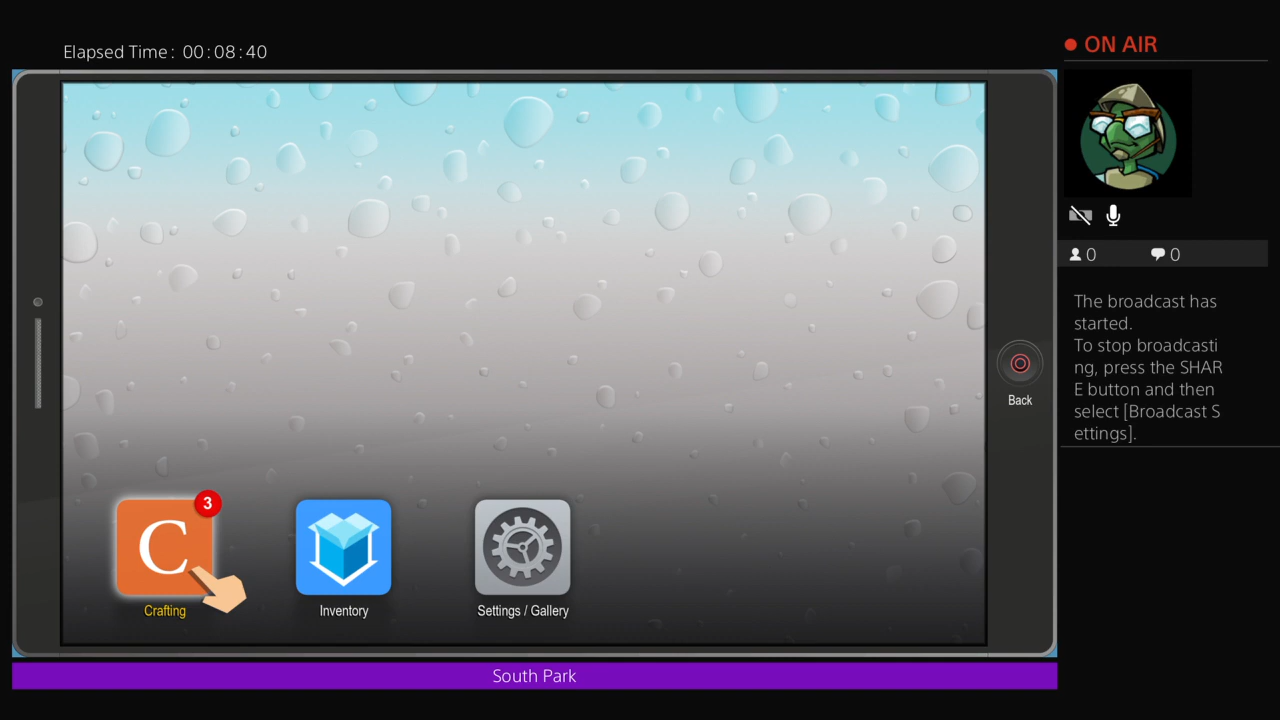 Elapsed Time: 00:08:40
ON AIR
0
0
The broadcast has
started.
To stop broadcasti
ng, press the SHAR
E button and then
select [Broadcast S
ettings].
Back
C
3
Crafting
Inventory
Settings / Gallery
South Park